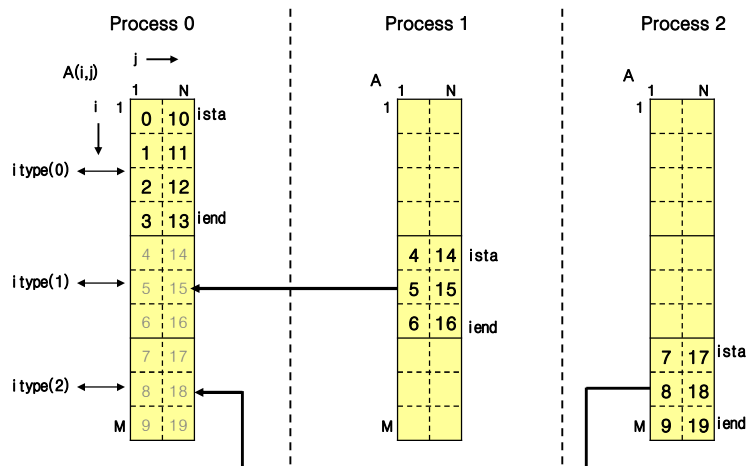 Process 0
Process 1
Process 2
j
A(i,j)
A
A
1 N
1 N
1 N
i
1
1
1
0 10 ista
1 11
itype(0)
2 12
3 13 iend
4 14
4 14 ista
itype(1)
5 15
5 15
6 16
6 16 iend
7 17
7 17 ista
itype(2)
8 18
8 18
M 9 19
M
M 9 19 iend